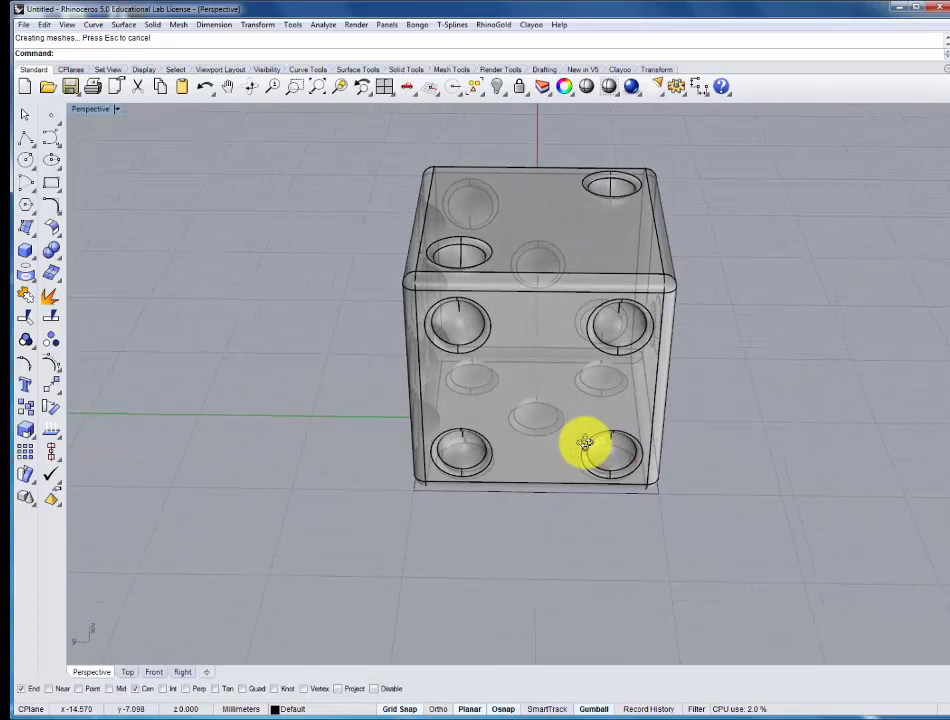 Untitled - Rhinoceros 5.0 Educational Lab License - [Perspective]
File Edit View Curve Surface Solid Mesh Dimension Transform Tools Analyze Render Panels Bongo T-Splines RhinoGold Clayoo Help
Creating meshes... Press Esc to cancel
Command:
Standard CPlanes Set View Display Select Viewport Layout Visibility Curve Tools Surface Tools Solid Tools Mesh Tools Render Tools Drafting New in V5 Clayoo Transform
Perspective
z
y
Perspective Top Front Right
End Near Point Mid Cen Int Perp Tan Quad Knot Vertex Project Disable
CPlane x -14.570 y -7.098 z 0.000 Millimeters Default Grid Snap Ortho Planar Osnap SmartTrack Gumball Record History Filter CPU use: 2.0 %